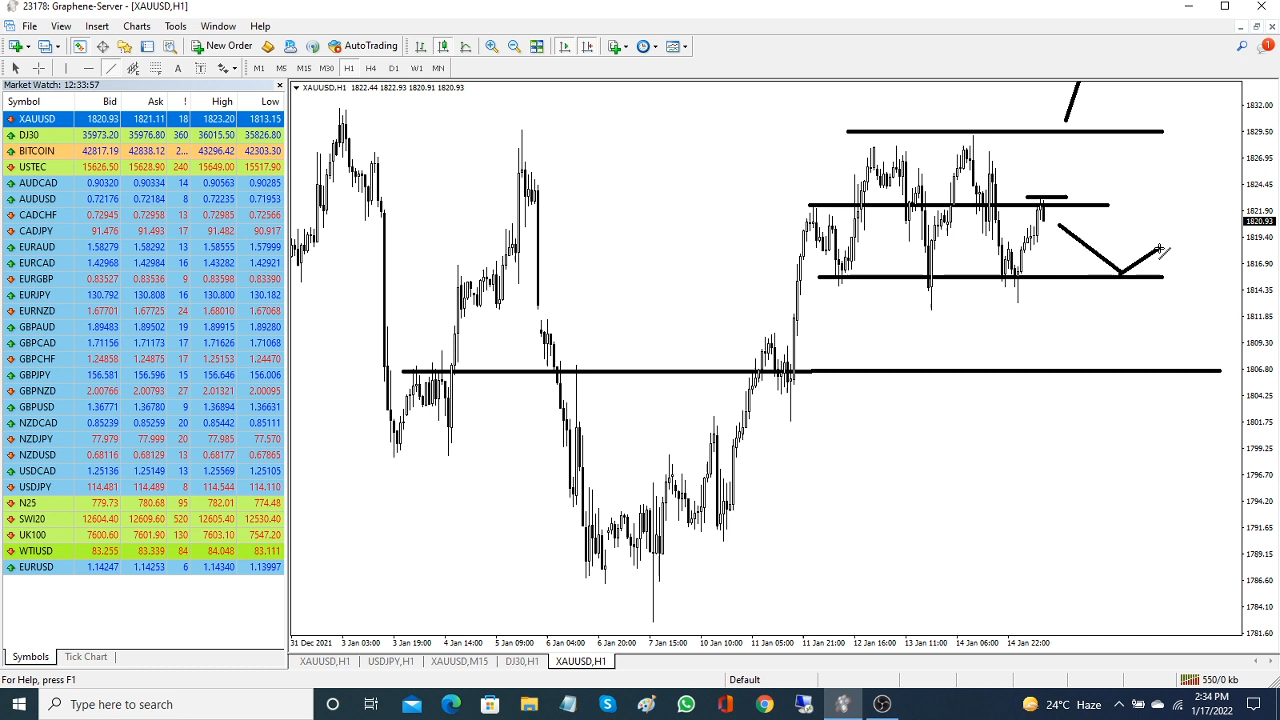 23178: Graphene-Server - [XAUUSD,H1]
File View Insert Charts Tools Window Help
New Order AutoTrading
A T M1 M5 M15 M30 H1 H4 D1 W1 MN
Market Watch: 12:33:57
Symbol Bid Ask ! High Low
XAUUSD 1820.93 1821.11 18 1823.20 1813.15
DJ30 35973.20 35976.80 360 36015.50 35826.80
BITCOIN 42817.19 42838.12 2... 43296.42 42303.30
USTEC 15626.50 15628.90 240 15649.00 15517.90
AUDCAD 0.90320 0.90334 14 0.90563 0.90285
AUDUSD 0.72176 0.72184 8 0.72235 0.71953
CADCHF 0.72945 0.72958 13 0.72985 0.72566
CADJPY 91.476 91.493 17 91.482 90.917
EURAUD 1.58279 1.58292 13 1.58555 1.57999
EURCAD 1.42968 1.42984 16 1.43282 1.42921
EURGBP 0.83527 0.83536 9 0.83598 0.83390
EURJPY 130.792 130.808 16 130.800 130.182
EURNZD 1.67701 1.67725 24 1.68010 1.67068
GBPAUD 1.89483 1.89502 19 1.89915 1.89280
GBPCAD 1.71156 1.71173 17 1.71626 1.71068
GBPCHF 1.24858 1.24875 17 1.25153 1.24470
GBPJPY 156.581 156.596 15 156.646 156.006
GBPNZD 2.00766 2.00793 27 2.01321 2.00095
GBPUSD 1.36771 1.36780 9 1.36894 1.36631
NZDCAD 0.85239 0.85259 20 0.85442 0.85111
NZDJPY 77.979 77.999 20 77.985 77.570
NZDUSD 0.68116 0.68129 13 0.68177 0.67865
USDCAD 1.25136 1.25149 13 1.25569 1.25105
USDJPY 114.481 114.489 8 114.544 114.110
N25 779.73 780.68 95 782.01 774.48
SWI20 12604.40 12609.60 520 12605.40 12530.40
UK100 7600.60 7601.90 130 7603.10 7547.20
WTIUSD 83.255 83.339 84 84.048 83.111
EURUSD 1.14247 1.14253 6 1.14340 1.13997
Symbols Tick Chart
XAUUSD,H1 1822.44 1822.93 1820.91 1820.93
1832.00
1829.50
1826.95
1824.45
1821.90
1820.93
1819.40
1816.90
1814.35
1811.85
1809.30
1806.80
1804.25
1801.75
1799.25
1796.70
1794.20
1791.65
1789.15
1786.60
1784.10
1781.60
31 Dec 2021 3 Jan 03:00 3 Jan 19:00 4 Jan 14:00 5 Jan 09:00 6 Jan 04:00 6 Jan 20:00 7 Jan 15:00 10 Jan 10:00 11 Jan 05:00 11 Jan 21:00 12 Jan 16:00 13 Jan 11:00 14 Jan 06:00 14 Jan 22:00
XAUUSD,H1 USDJPY,H1 XAUUSD,M15 DJ30,H1 XAUUSD,H1
For Help, press F1 Default 550/0 kb
Type here to search
24°C Haze
2:34 PM
1/17/2022
1